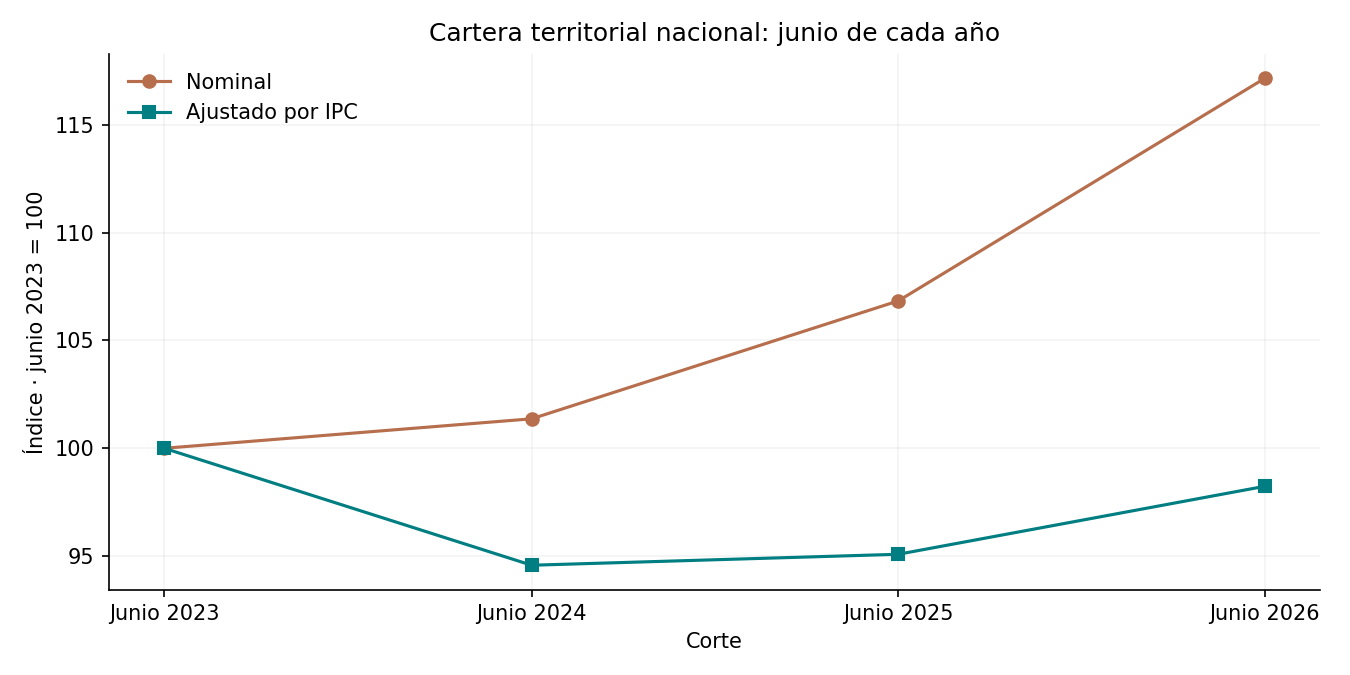 Cartera territorial nacional: junio de cada año
Nominal
Ajustado por IPC
Índice · junio 2023 = 100
115
110
105
100
95
Junio 2023
Junio 2024
Junio 2025
Junio 2026
Corte